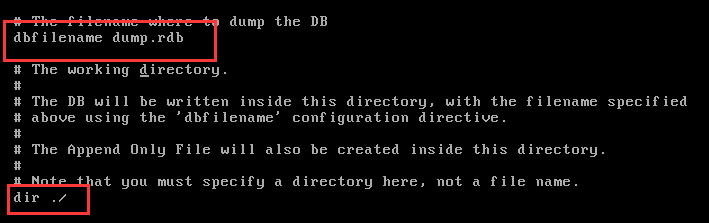 # The filename where to dump the DB
dbfilename dump.rdb
# The working directory.
#
# The DB will be written inside this directory, with the filename specified
# above using the 'dbfilename' configuration directive.
#
# The Append Only File will also be created inside this directory.
#
# Note that you must specify a directory here, not a file name.
dir ./